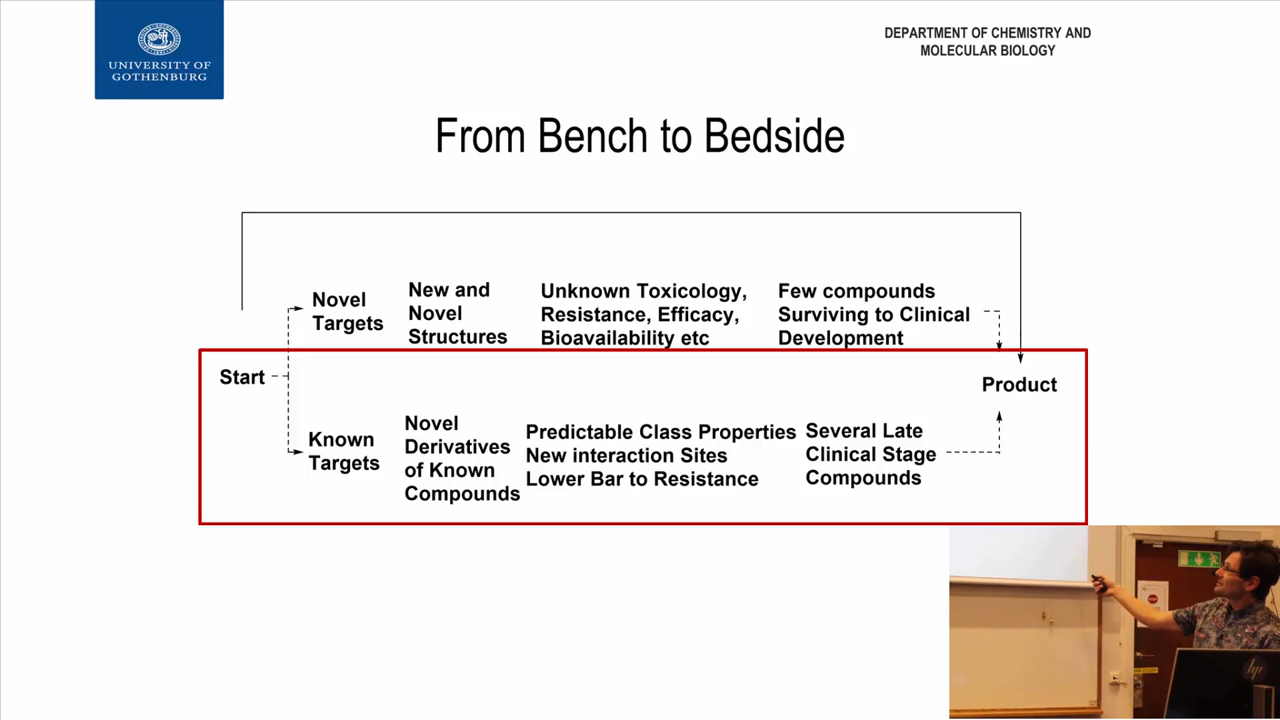 UNIVERSITY OF
GOTHENBURG
DEPARTMENT OF CHEMISTRY AND
MOLECULAR BIOLOGY
From Bench to Bedside
Novel
Targets
New and
Novel
Structures
Unknown Toxicology,
Resistance, Efficacy,
Bioavailability etc
Few compounds
Surviving to Clinical
Development
Start
Product
Known
Targets
Novel
Derivatives
of Known
Compounds
Predictable Class Properties
New interaction Sites
Lower Bar to Resistance
Several Late
Clinical Stage
Compounds
hp